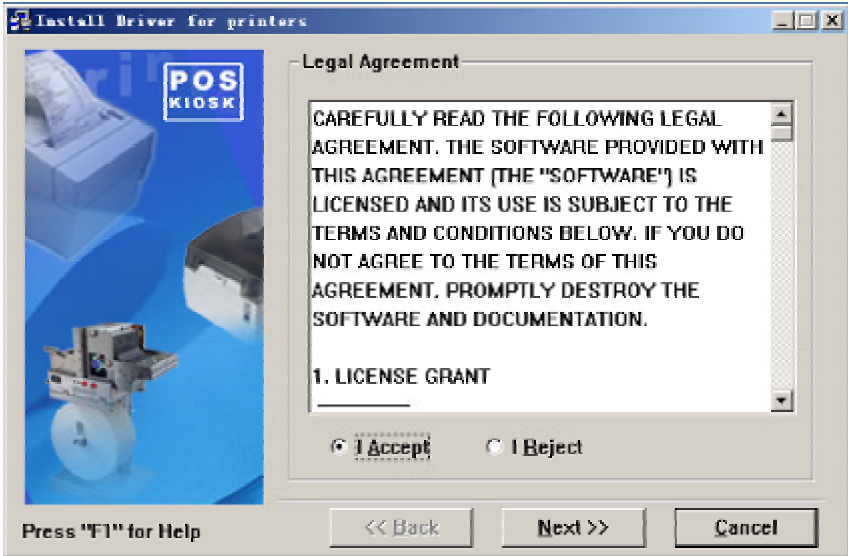 Install Driver for printers
POS
KIOSK
Legal Agreement
CAREFULLY READ THE FOLLOWING LEGAL
AGREEMENT. THE SOFTWARE PROVIDED WITH
THIS AGREEMENT (THE "SOFTWARE") IS
LICENSED AND ITS USE IS SUBJECT TO THE
TERMS AND CONDITIONS BELOW. IF YOU DO
NOT AGREE TO THE TERMS OF THIS
AGREEMENT, PROMPTLY DESTROY THE
SOFTWARE AND DOCUMENTATION.
1. LICENSE GRANT
I Accept
I Reject
Press "F1" for Help
<< Back
Next >>
Cancel